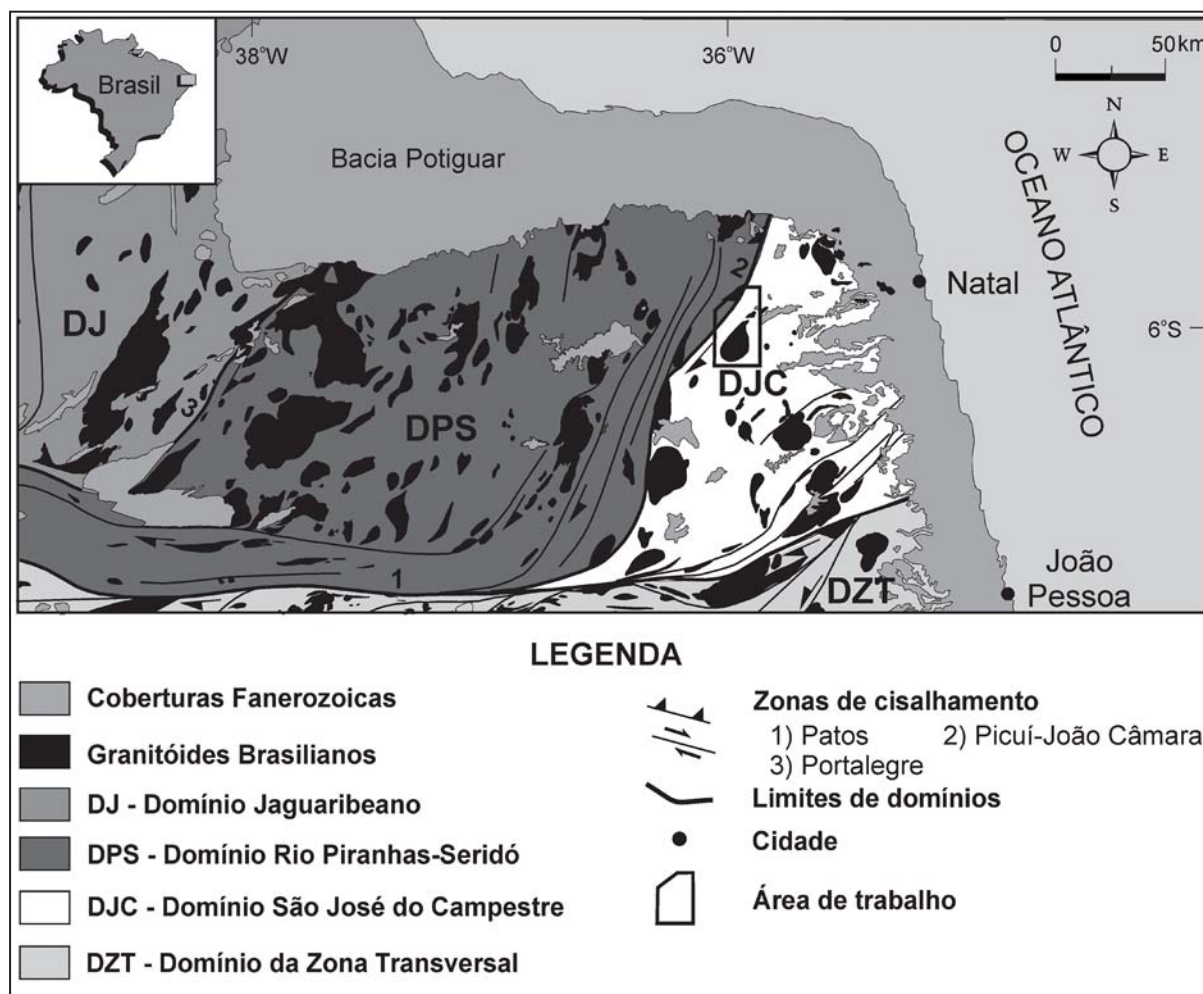 Brasil
38°W
36°W
0 50 km
N
W E
S
Bacia Potiguar
OCEANO ATLÂNTICO
2
Natal
DJ
6°S
3
DJC
DPS
1
DZT
João
Pessoa
LEGENDA
Coberturas Fanerozoicas
Granitóides Brasilianos
DJ - Domínio Jaguaribeano
DPS - Domínio Rio Piranhas-Seridó
DJC - Domínio São José do Campestre
DZT - Domínio da Zona Transversal
Zonas de cisalhamento
1) Patos 2) Picuí-João Câmara
3) Portalegre
Limites de domínios
Cidade
Área de trabalho